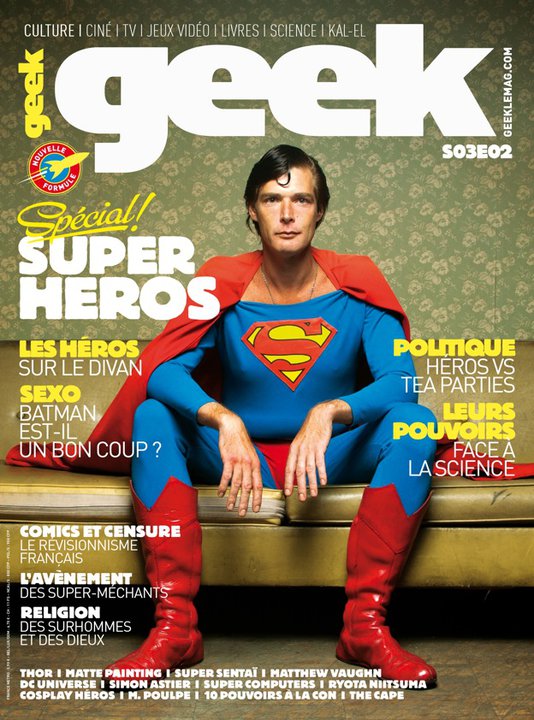 CULTURE | CINÉ | TV | JEUX VIDÉO | LIVRES | SCIENCE | KAL-EL
geek
geek
GEEKLEMAG.COM
S03E02
NOUVELLE
FORMULE
Spécial!
SUPER
HEROS
LES HÉROS
SUR LE DIVAN
SEXO
BATMAN
EST-IL
UN BON COUP ?
POLITIQUE
HÉROS VS
TEA PARTIES
LEURS
POUVOIRS
FACE À
LA SCIENCE
COMICS ET CENSURE
LE RÉVISIONNISME
FRANÇAIS
L'AVÈNEMENT
DES SUPER-MÉCHANTS
RELIGION
DES SURHOMMES
ET DES DIEUX
THOR | MATTE PAINTING | SUPER SENTAÏ | MATTHEW VAUGHN
DC UNIVERSE | SIMON ASTIER | SUPER COMPUTERS | RYOTA NIITSUMA
COSPLAY HÉROS | M. POULPE | 10 POUVOIRS À LA CON | THE CAPE